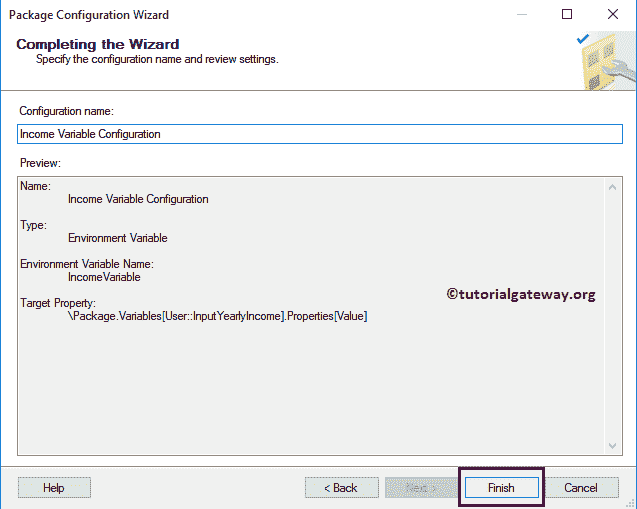 Package Configuration Wizard
Completing the Wizard
Specify the configuration name and review settings.
Configuration name:
Income Variable Configuration
Preview:
Name:
Income Variable Configuration
Type:
Environment Variable
Environment Variable Name:
IncomeVariable
Target Property:
\Package.Variables[User::InputYearlyIncome].Properties[Value]
©tutorialgateway.org
Help
< Back
Next >
Finish
Cancel